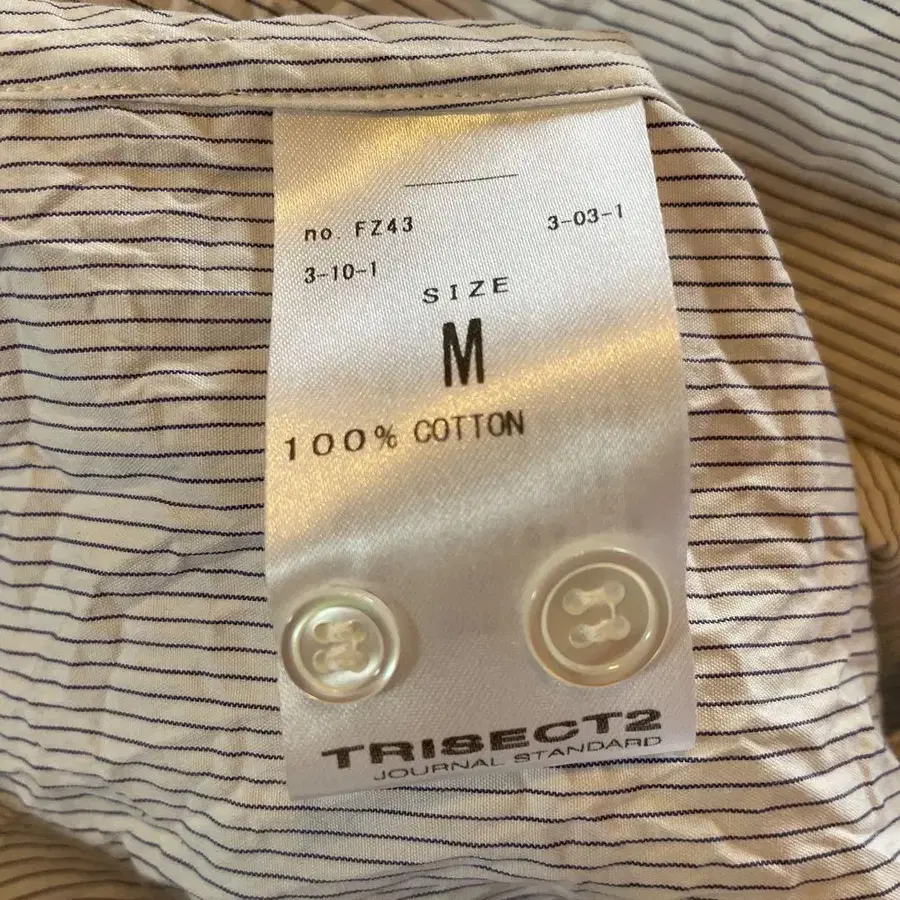 no. FZ43 3-03-1
3-10-1
SIZE
M
100% COTTON
TRISECT2
JOURNAL STANDARD